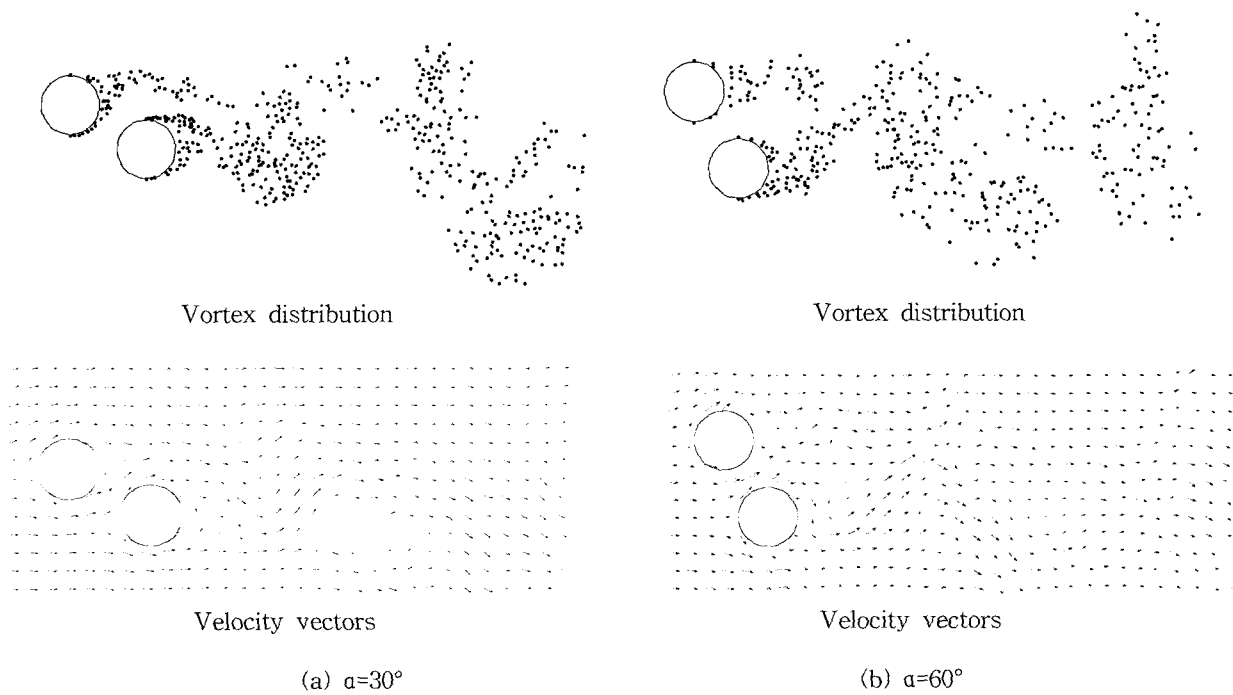 Vortex distribution
Vortex distribution
Velocity vectors
Velocity vectors
(a) α=30°
(b) α=60°